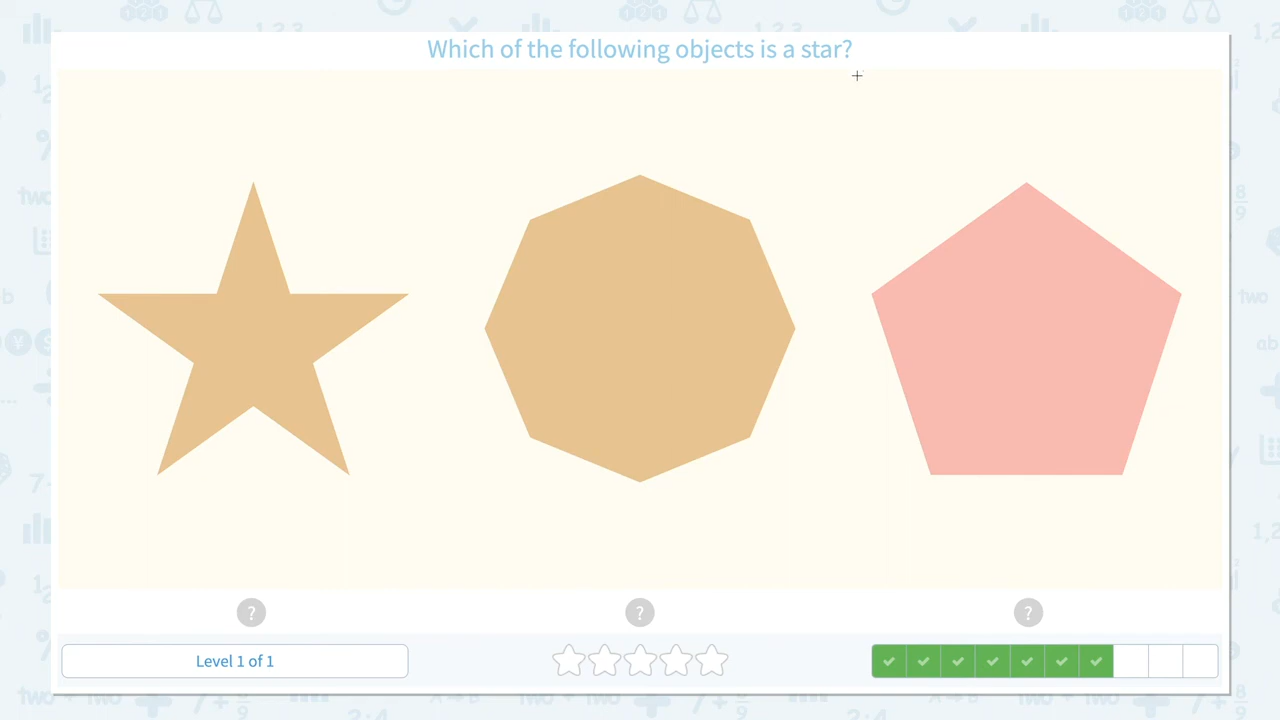 Which of the following objects is a star?
? ? ?
Level 1 of 1